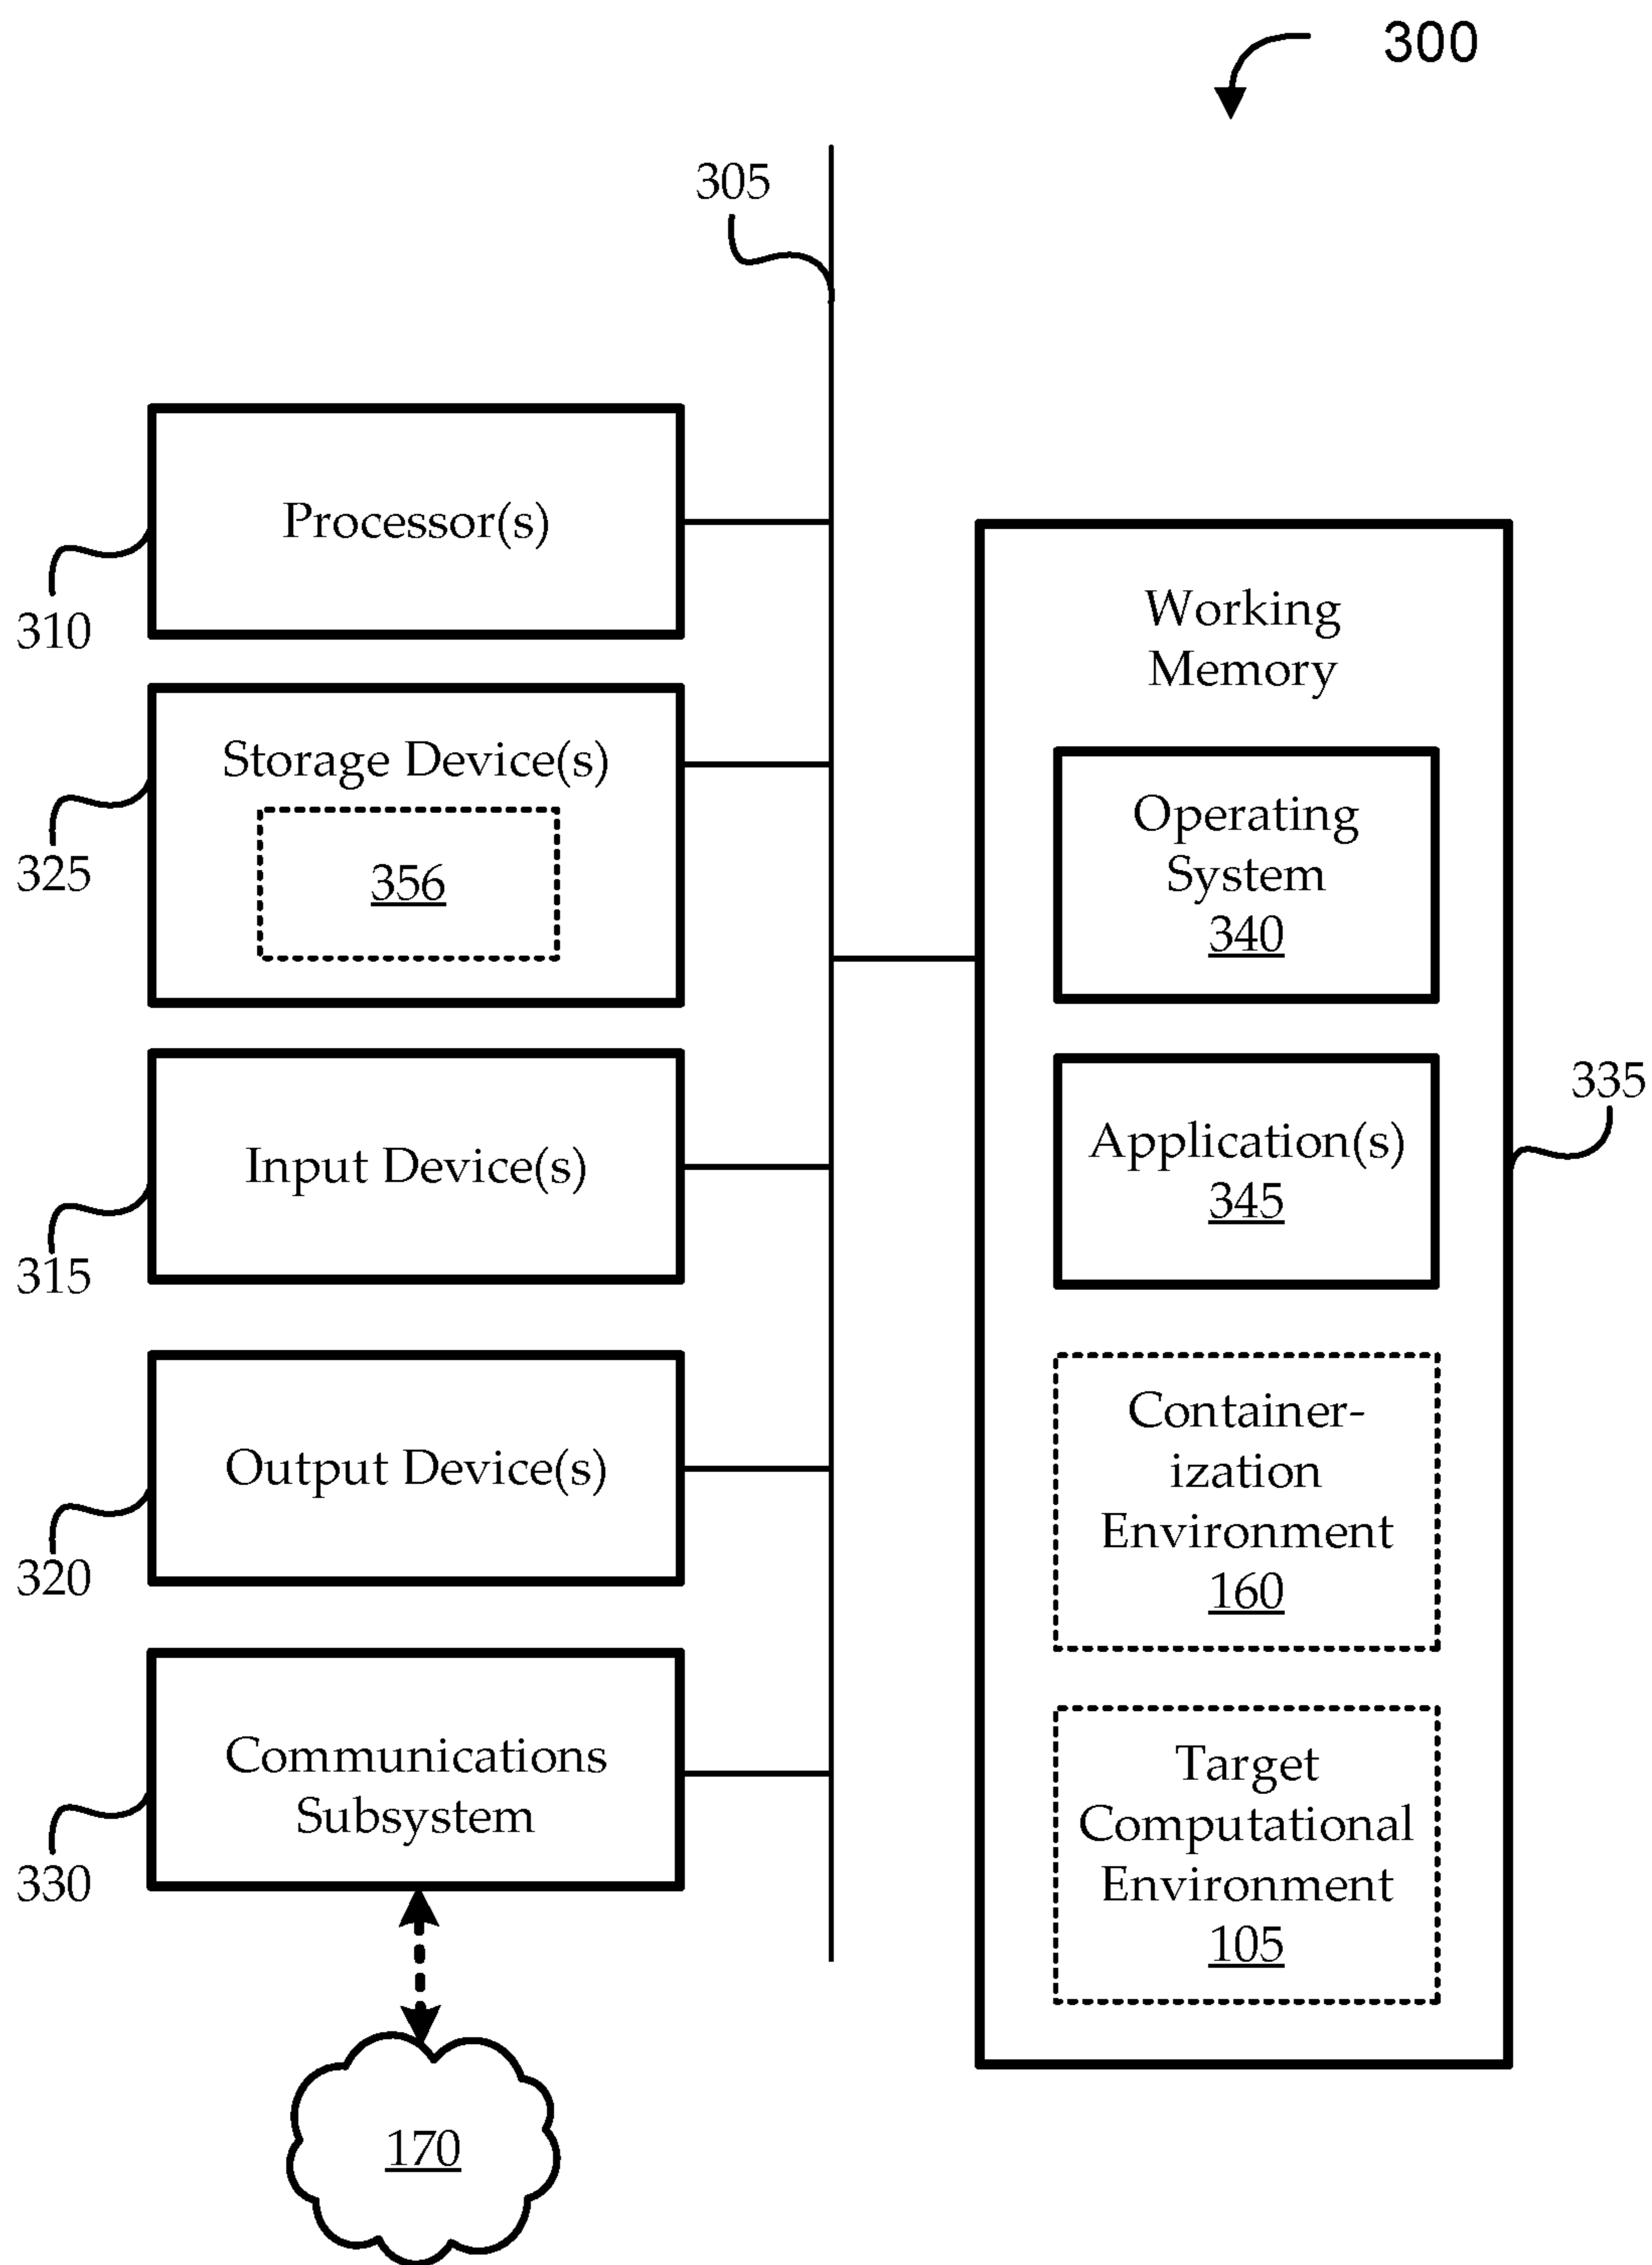 300
305
Processor(s)
310
Storage Device(s)
356
325
Input Device(s)
315
Output Device(s)
320
Communications
Subsystem
330
170
Working
Memory
Operating
System
340
Application(s)
345
335
Container-
ization
Environment
160
Target
Computational
Environment
105